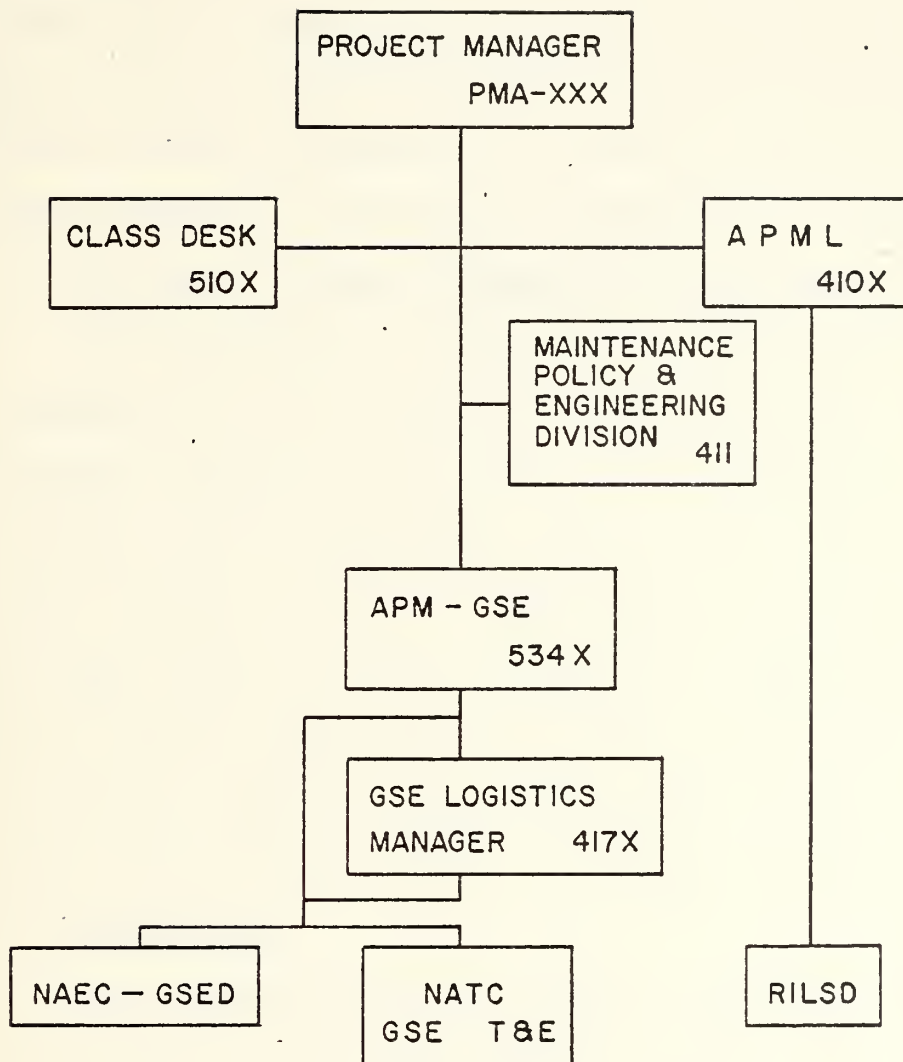 PROJECT MANAGER
PMA-XXX
CLASS DESK
510X
A P M L
410X
MAINTENANCE
POLICY &
ENGINEERING
DIVISION 411
APM - GSE
534X
GSE LOGISTICS
MANAGER 417X
NAEC - GSED
NATC
GSE T&E
RILSD